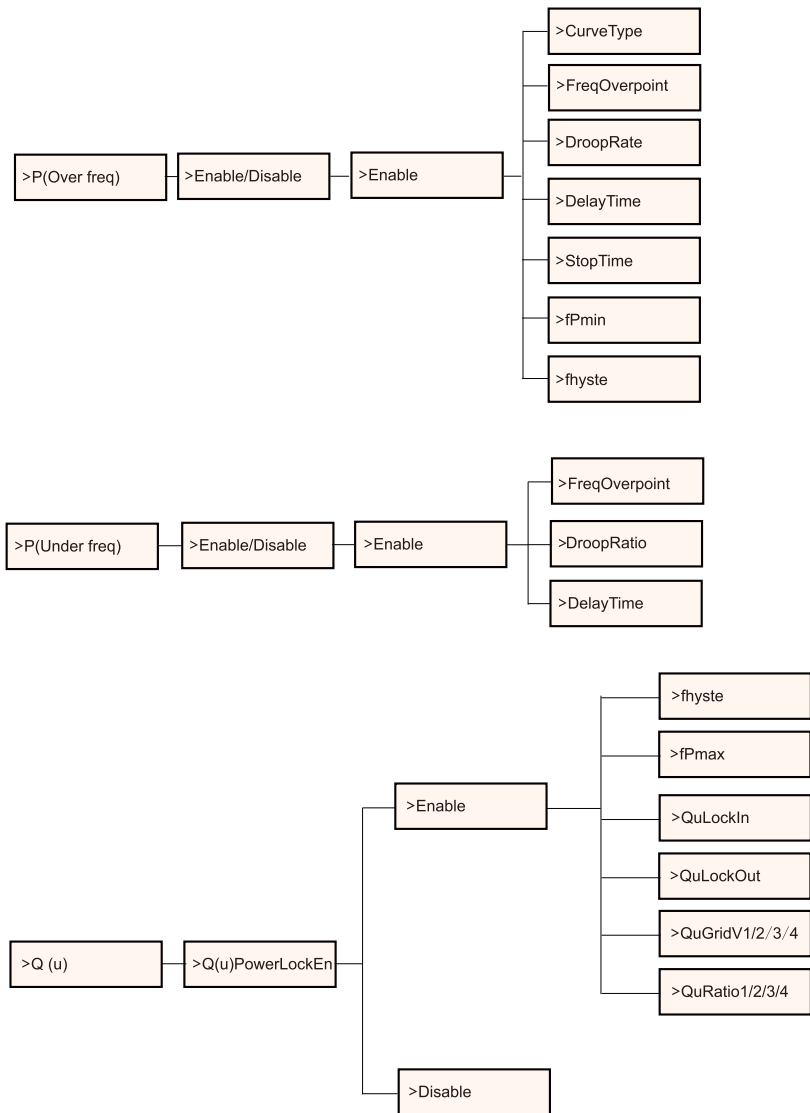 >CurveType
>FreqOverpoint
>DroopRate
>P(Over freq)
>Enable/Disable
>Enable
>DelayTime
>StopTime
>fPmin
>fhyste
>FreqOverpoint
>P(Under freq)
>Enable/Disable
>Enable
>DroopRatio
>DelayTime
>fhyste
>fPmax
>Enable
>QuLockIn
>QuLockOut
>QuGridV1/2/3/4
>Q (u)
>Q(u)PowerLockEn
>QuRatio1/2/3/4
>Disable